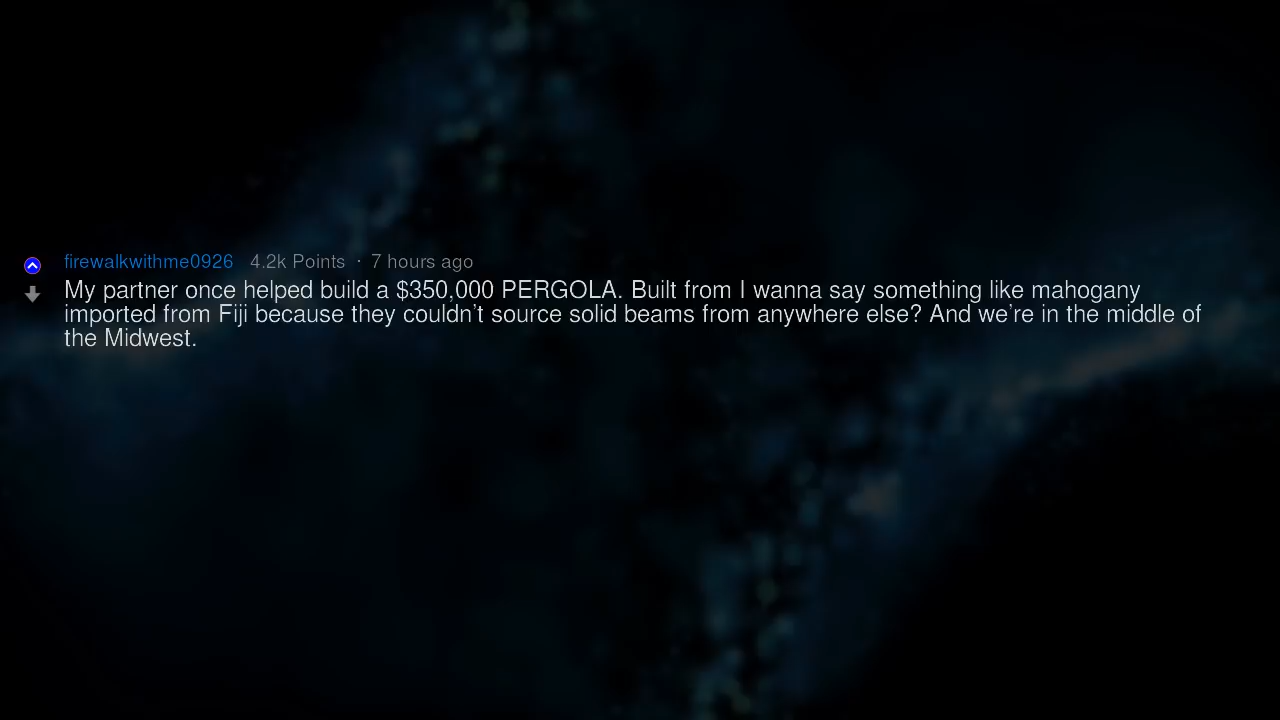 firewalkwithme0926 4.2k Points · 7 hours ago
My partner once helped build a $350,000 PERGOLA. Built from I wanna say something like mahogany
imported from Fiji because they couldn’t source solid beams from anywhere else? And we’re in the middle of
the Midwest.